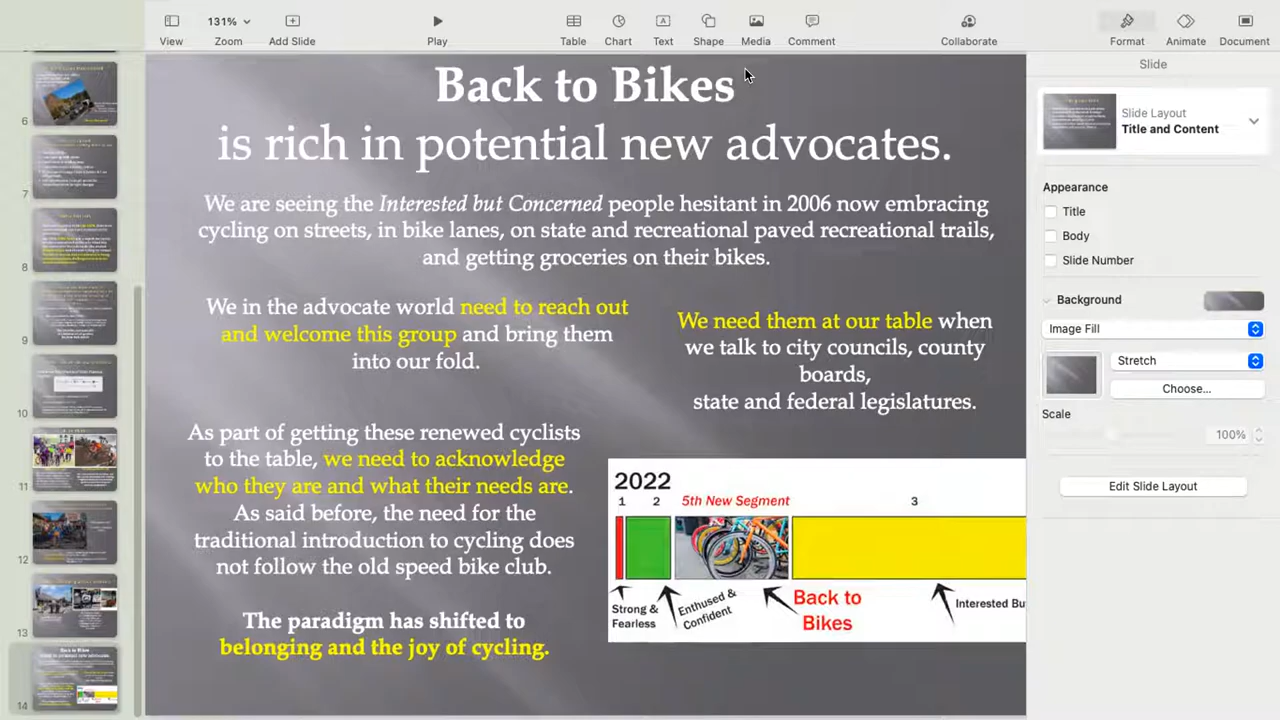 131%
View
Zoom
Add Slide
Play
Table
Chart
Text
Shape
Media
Comment
Collaborate
Format
Animate
Document
6
7
8
9
10
11
12
13
14
Back to Bikes
is rich in potential new advocates.
We are seeing the Interested but Concerned people hesitant in 2006 now embracing
cycling on streets, in bike lanes, on state and recreational paved recreational trails,
and getting groceries on their bikes.
We in the advocate world need to reach out
and welcome this group and bring them
into our fold.
We need them at our table when
we talk to city councils, county
boards,
state and federal legislatures.
As part of getting these renewed cyclists
to the table, we need to acknowledge
who they are and what their needs are.
As said before, the need for the
traditional introduction to cycling does
not follow the old speed bike club.
The paradigm has shifted to
belonging and the joy of cycling.
2022
1 2 5th New Segment 3
Strong &
Fearless
Enthused &
Confident
Back to
Bikes
Interested Bu
Slide
Slide Layout
Title and Content
Appearance
Title
Body
Slide Number
Background
Image Fill
Stretch
Choose...
Scale
100%
Edit Slide Layout